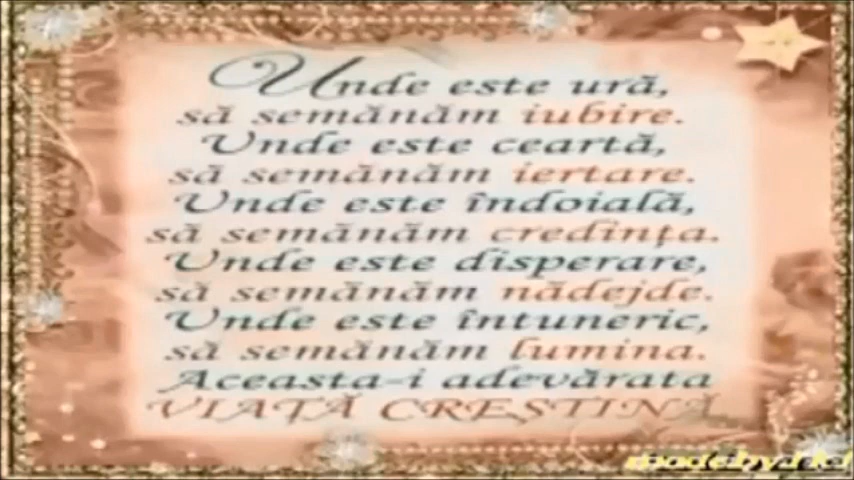 Unde este ură,
să semănăm iubire.
Unde este ceartă,
să semănăm iertare.
Unde este îndoială,
să semănăm credința.
Unde este disperare,
să semănăm nădejde.
Unde este întuneric,
să semănăm lumina.
Aceasta-i adevărata
VIAȚĂ CREȘTINĂ